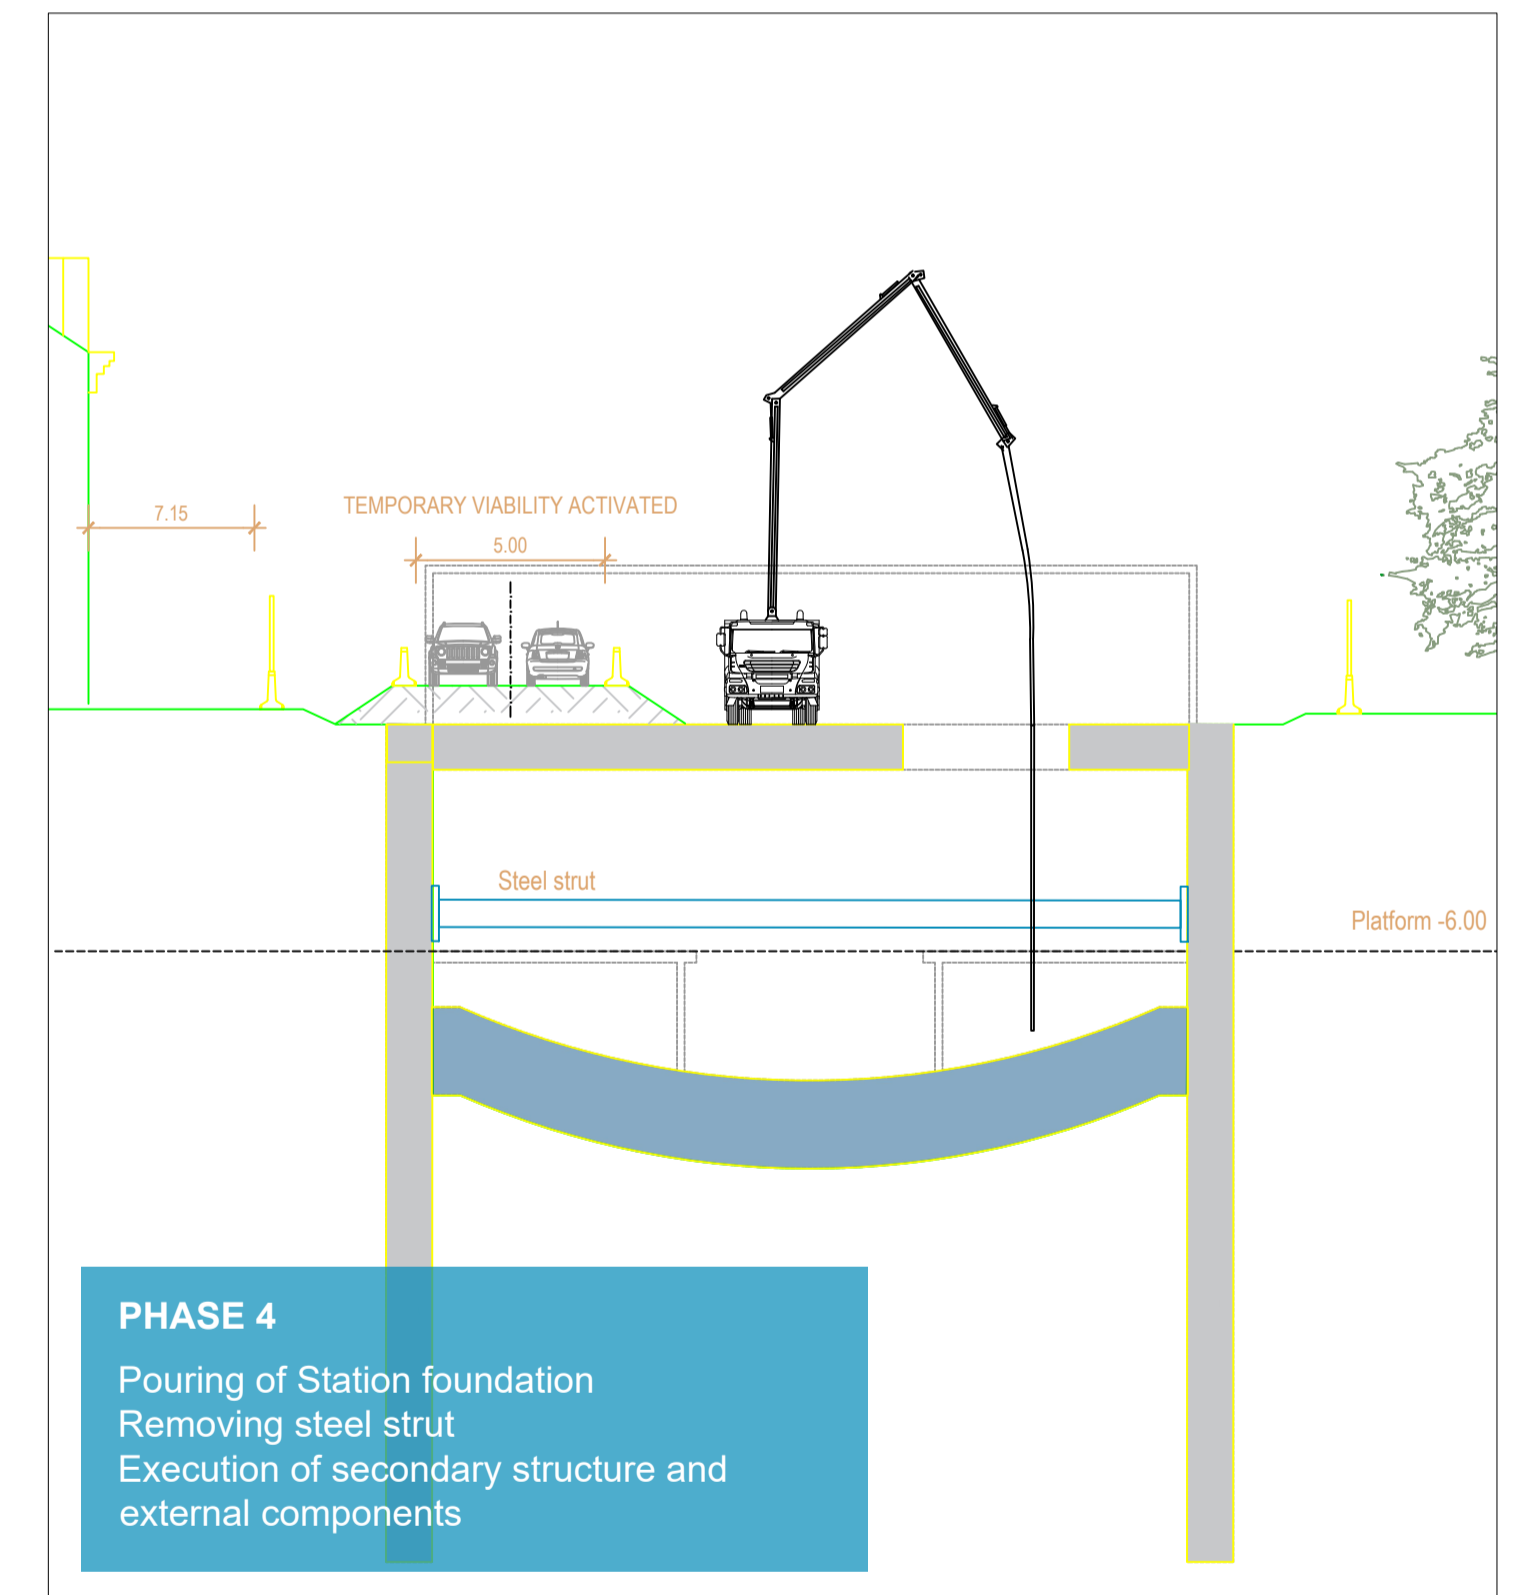 7.15
TEMPORARY VIABILITY ACTIVATED
5.00
Steel strut
Platform -6.00
PHASE 4
Pouring of Station foundation
Removing steel strut
Execution of secondary structure and
external components